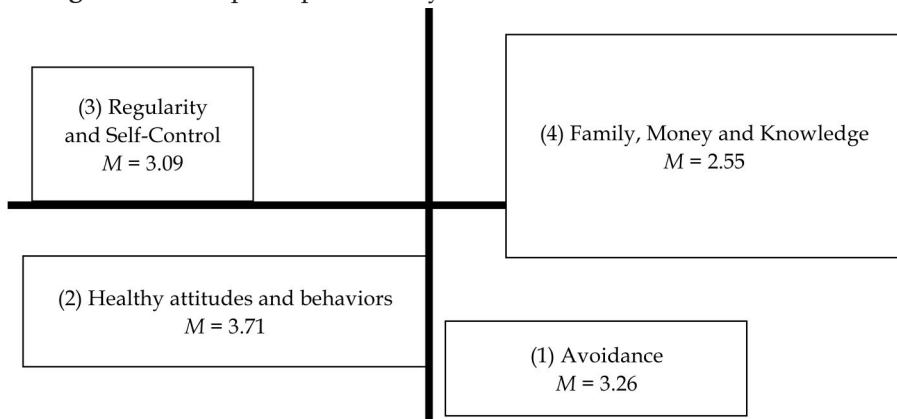 (3) Regularity
and Self-Control
M = 3.09
(4) Family, Money and Knowledge
M = 2.55
(2) Healthy attitudes and behaviors
M = 3.71
(1) Avoidance
M = 3.26